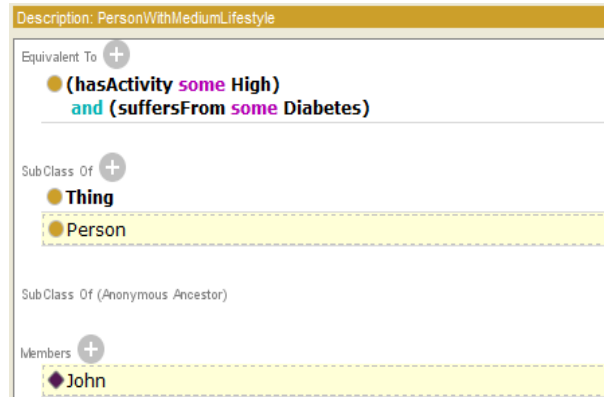 Description: PersonWithMediumLifestyle
Equivalent To
(hasActivity some High)
and (suffersFrom some Diabetes)
SubClass Of
Thing
Person
SubClass Of (Anonymous Ancestor)
Members
John